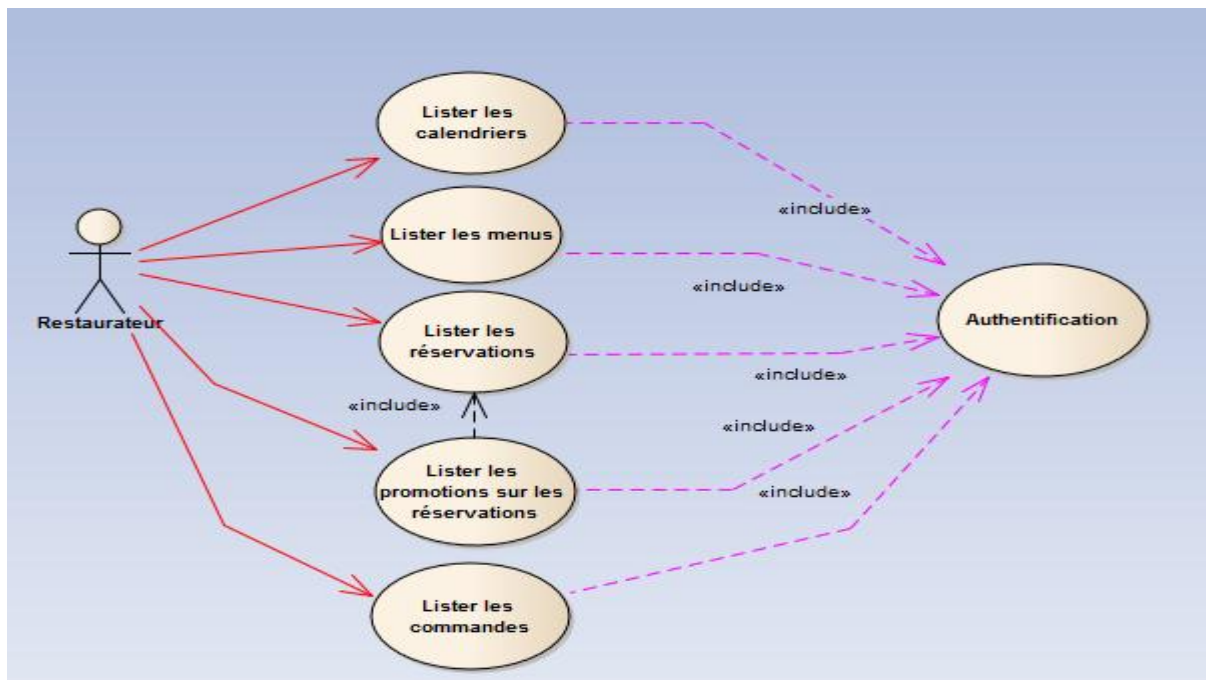 Lister les
calendriers
«include»
Lister les menus
«include»
Restaurateur
Lister les
réservations
Authentification
«include»
«include»
«include»
Lister les
promotions sur les
réservations
«include»
Lister les
commandes